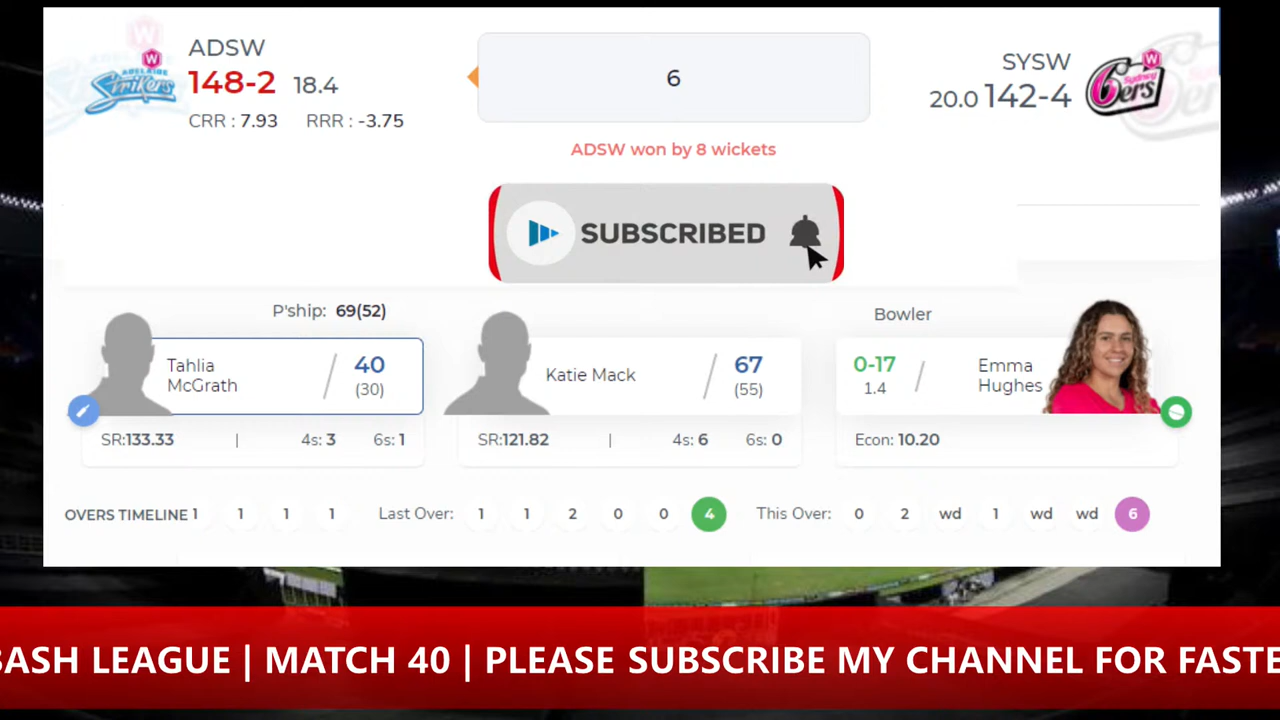 ADSW
148-2 18.4
CRR : 7.93 RRR : -3.75
W
ADELAIDE
Strikers
6
ADSW won by 8 wickets
SYSW
20.0 142-4
W
Sydney
6ers
SUBSCRIBED
P'ship: 69(52)
Tahlia
McGrath
40
(30)
SR:133.33 | 4s: 3 6s: 1
Katie Mack
67
(55)
SR:121.82 | 4s: 6 6s: 0
Bowler
0-17
1.4
Emma
Hughes
Econ: 10.20
OVERS TIMELINE 1 1 1 1 Last Over: 1 1 2 0 0 4 This Over: 0 2 wd 1 wd wd 6
BASH LEAGUE | MATCH 40 | PLEASE SUBSCRIBE MY CHANNEL FOR FASTE